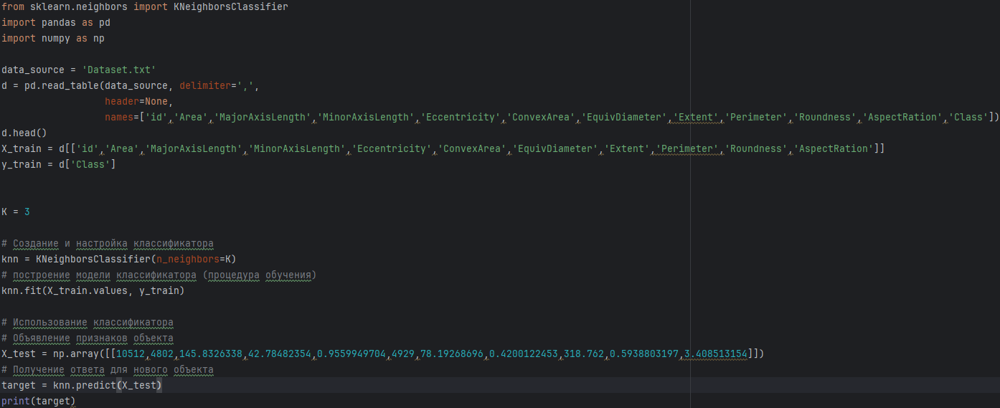 from sklearn.neighbors import KNeighborsClassifier
import pandas as pd
import numpy as np
data_source = 'Dataset.txt'
d = pd.read_table(data_source, delimiter=',',
header=None,
names=['id','Area','MajorAxisLength','MinorAxisLength','Eccentricity','ConvexArea','EquivDiameter','Extent','Perimeter','Roundness','AspectRation','Class'])
d.head()
X_train = d[['id','Area','MajorAxisLength','MinorAxisLength','Eccentricity','ConvexArea','EquivDiameter','Extent','Perimeter','Roundness','AspectRation']]
y_train = d['Class']
K = 3
# Создание и настройка классификатора
knn = KNeighborsClassifier(n_neighbors=K)
# построение модели классификатора (процедура обучения)
knn.fit(X_train.values, y_train)
# Использование классификатора
# Объявление признаков объекта
X_test = np.array([[10512,4802,145.8326338,42.78482354,0.9559949704,4929,78.19268696,0.4200122453,318.762,0.5938803197,3.408513154]])
# Получение ответа для нового объекта
target = knn.predict(X_test)
print(target)